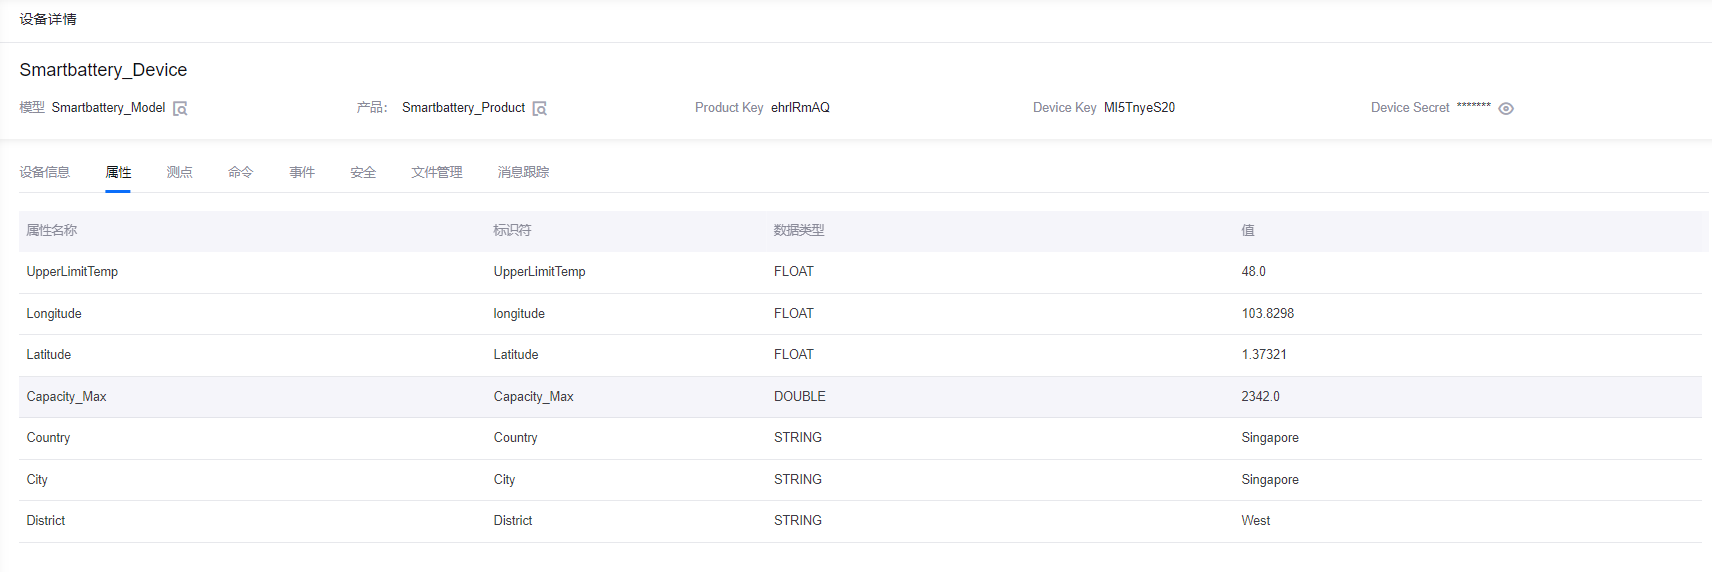 设备详情
Smartbattery_Device
模型 Smartbattery_Model 产品： Smartbattery_Product Product Key ehrlRmAQ Device Key MI5TnyeS20 Device Secret *******
设备信息 属性 测点 命令 事件 安全 文件管理 消息跟踪
属性名称 标识符 数据类型 值
UpperLimitTemp UpperLimitTemp FLOAT 48.0
Longitude longitude FLOAT 103.8298
Latitude Latitude FLOAT 1.37321
Capacity_Max Capacity_Max DOUBLE 2342.0
Country Country STRING Singapore
City City STRING Singapore
District District STRING West